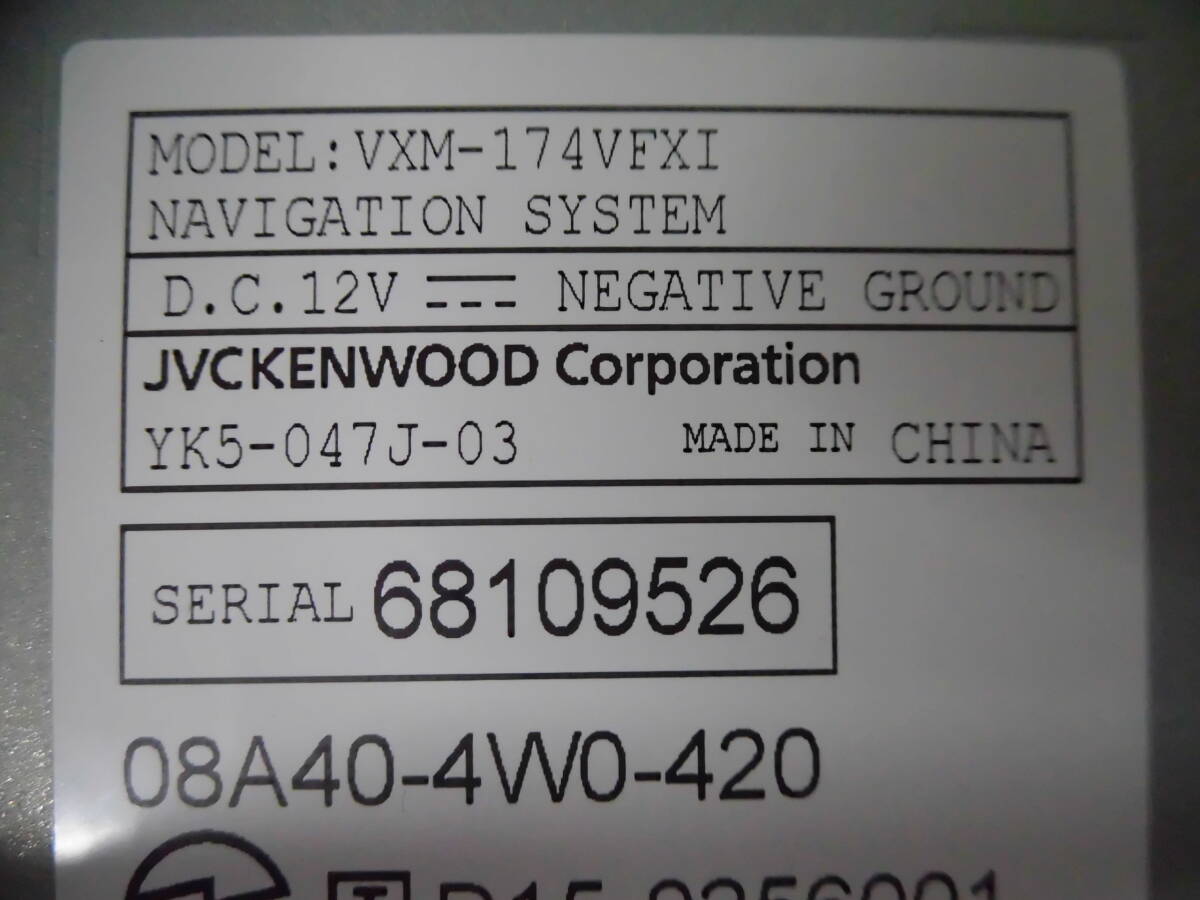 MODEL:VXM-174VFXI
NAVIGATION SYSTEM
D.C.12V NEGATIVE GROUND
JVCKENWOOD Corporation
YK5-047J-03 MADE IN CHINA
SERIAL 68109526
08A40-4W0-420